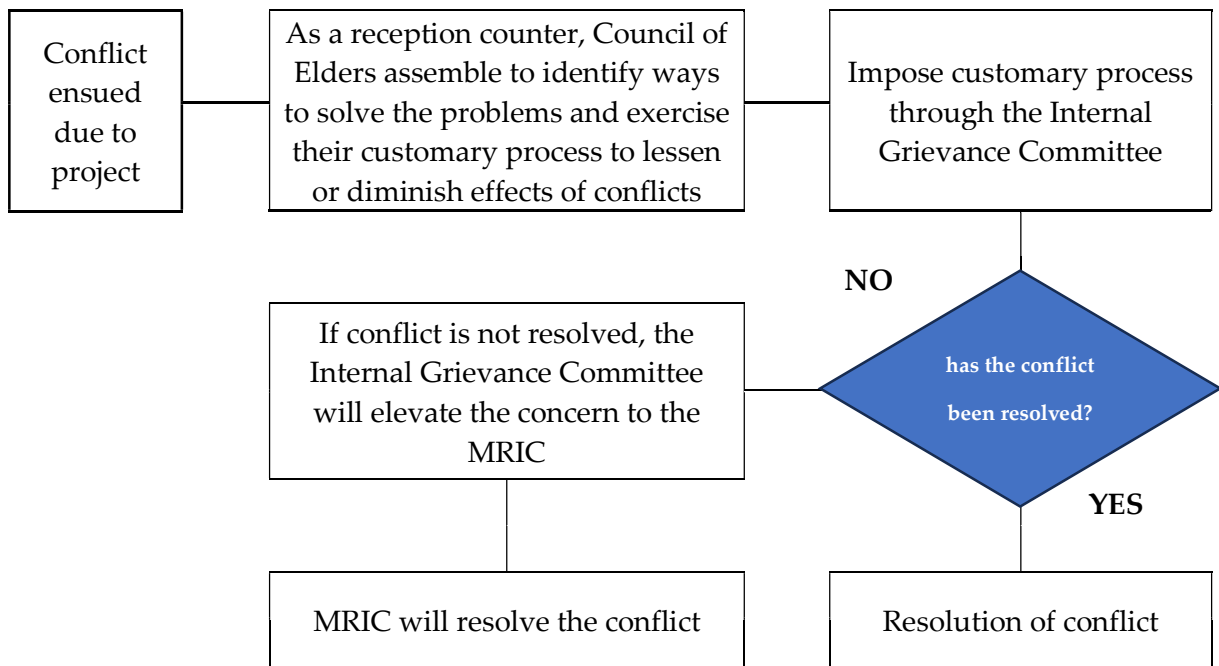 Conflict
ensued
due to
project
As a reception counter, Council of
Elders assemble to identify ways
to solve the problems and exercise
their customary process to lessen
or diminish effects of conflicts
Impose customary process
through the Internal
Grievance Committee
NO
If conflict is not resolved, the
Internal Grievance Committee
will elevate the concern to the
MRIC
has the conflict
been resolved?
YES
MRIC will resolve the conflict
Resolution of conflict